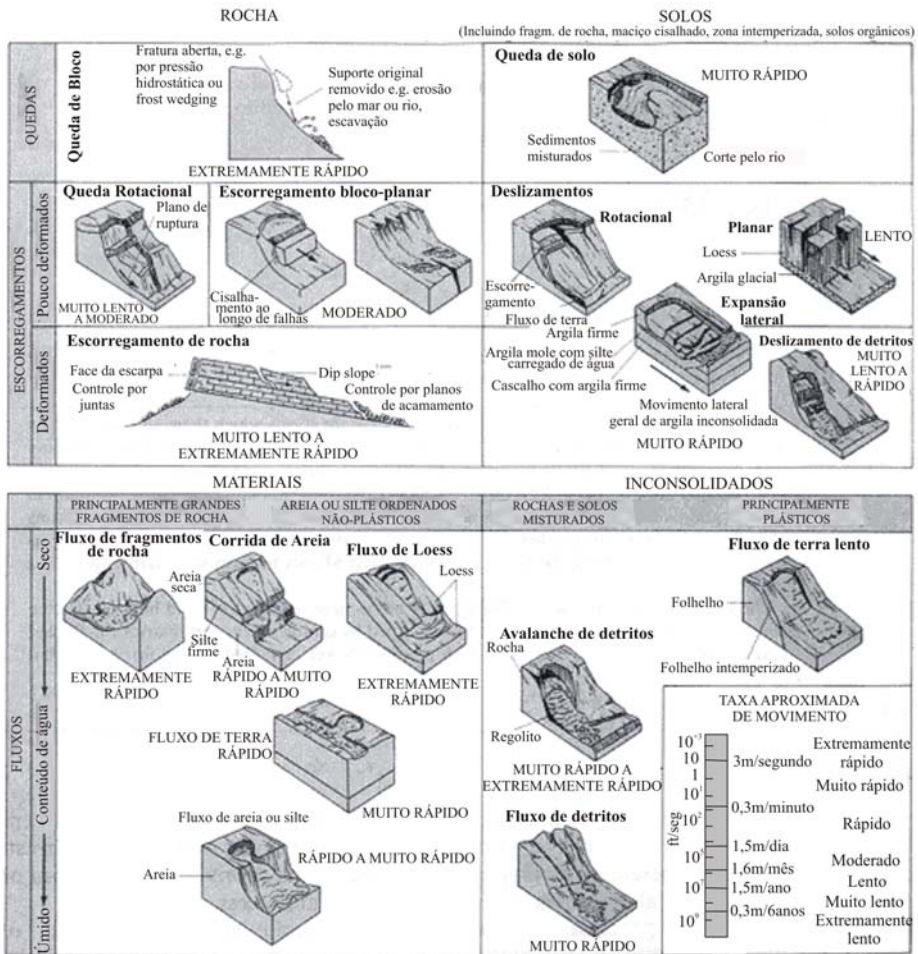 ROCHA
SOLOS
(Incluindo fragm. de rocha, maciço cisalhado, zona intemperizada, solos orgânicos)
QUEDAS
Queda de Bloco
Fratura aberta, e.g.
por pressão
hidrostática ou
frost wedging
Suporte original
removido e.g. erosão
pelo mar ou rio,
escavação
EXTREMAMENTE RÁPIDO
Queda de solo
MUITO RÁPIDO
Sedimentos
misturados
Corte pelo rio
ESCORREGAMENTOS
Pouco deformados
Queda Rotacional
Plano de
ruptura
MUITO LENTO
A MODERADO
Escorregamento bloco-planar
Cisalha-
mento ao
longo de falhas
MODERADO
Deslizamentos
Rotacional
Escorre-
gamento
Fluxo de terra
Planar
LENTO
Loess
Argila glacial
Expansão
lateral
Argila firme
Argila mole com silte
carregado de água
Cascalho com argila firme
Movimento lateral
geral de argila inconsolidada
MUITO RÁPIDO
Deslizamento de detritos
MUITO
LENTO A
RÁPIDO
Deformados
Escorregamento de rocha
Face da escarpa
Controle por
juntas
Dip slope
Controle por planos
de acamamento
MUITO LENTO A
EXTREMAMENTE RÁPIDO
MATERIAIS
INCONSOLIDADOS
PRINCIPALMENTE GRANDES
FRAGMENTOS DE ROCHA
AREIA OU SILTE ORDENADOS
NÃO-PLÁSTICOS
ROCHAS E SOLOS
MISTURADOS
PRINCIPALMENTE
PLÁSTICOS
FLUXOS
Seco
Conteúdo de água
Úmido
Fluxo de fragmentos
de rocha
EXTREMAMENTE
RÁPIDO
Corrida de Areia
Areia
seca
Silte
firme
Areia
RÁPIDO A MUITO
RÁPIDO
Fluxo de Loess
Loess
EXTREMAMENTE
RÁPIDO
FLUXO DE TERRA
RÁPIDO
MUITO RÁPIDO
Fluxo de areia ou silte
RÁPIDO A MUITO RÁPIDO
Areia
Avalanche de detritos
Rocha
Regolito
MUITO RÁPIDO A
EXTREMAMENTE RÁPIDO
Fluxo de detritos
MUITO RÁPIDO
Fluxo de terra lento
Folhelho
Folhelho intemperizado
TAXA APROXIMADA
DE MOVIMENTO
ft/seg
10
1
3m/segundo
0,3m/minuto
1,5m/dia
1,6m/mês
1,5m/ano
0,3m/6anos
Extremamente
rápido
Muito rápido
Rápido
Moderado
Lento
Muito lento
Extremamente
lento